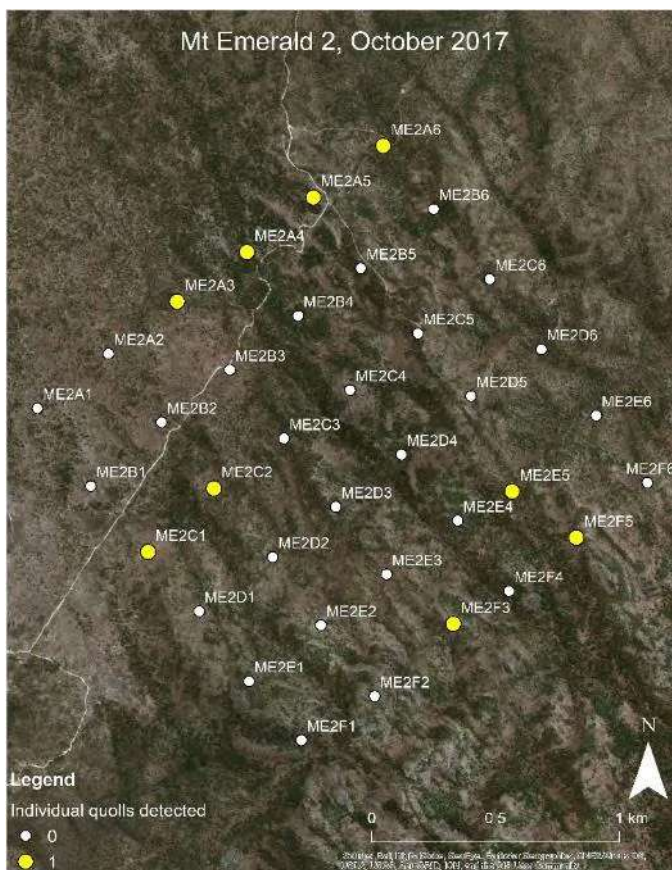 Mt Emerald 2, October 2017
ME2A6
ME2A5
ME2B6
ME2A4
ME2B5
ME2C6
ME2A3
ME2B4
ME2C5
ME2A2
ME2D6
ME2B3
ME2C4
ME2D5
ME2A1
ME2E6
ME2B2
ME2C3
ME2D4
ME2B1
ME2C2
ME2E5
ME2F6
ME2D3
ME2E4
ME2F5
ME2C1
ME2D2
ME2E3
ME2F4
ME2D1
ME2E2
ME2F3
ME2E1
ME2F2
ME2F1
N
Legend
Individual quolls detected
0
1
0 0.5 1 km